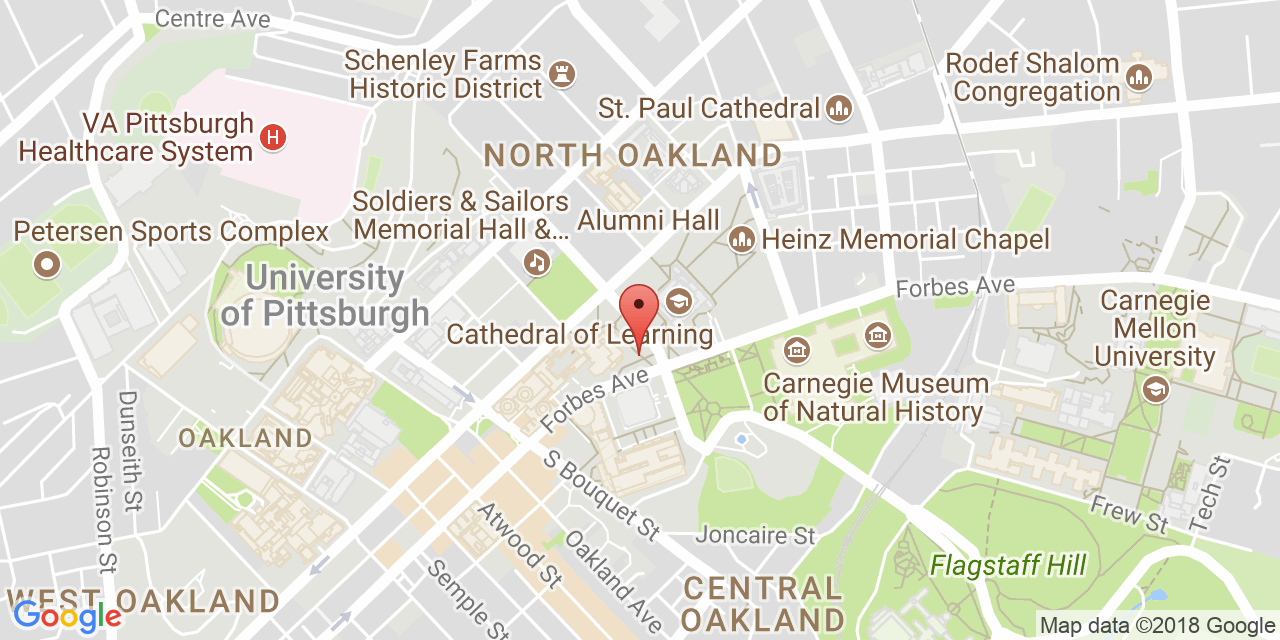 Centre Ave
Schenley Farms
Historic District
Rodef Shalom
Congregation
St. Paul Cathedral
VA Pittsburgh
Healthcare System
H
NORTH OAKLAND
Soldiers & Sailors
Memorial Hall &...
Alumni Hall
Petersen Sports Complex
Heinz Memorial Chapel
University
of Pittsburgh
Forbes Ave
Carnegie
Mellon
University
Cathedral of Learning
Carnegie Museum
of Natural History
Forbes Ave
Dunseith St
OAKLAND
Robinson St
S Bouquet St
Tech St
Frew St
Atwood St
Joncaire St
Oakland Ave
Semple St
Flagstaff Hill
CENTRAL
OAKLAND
WEST OAKLAND
Google
Map data ©2018 Google